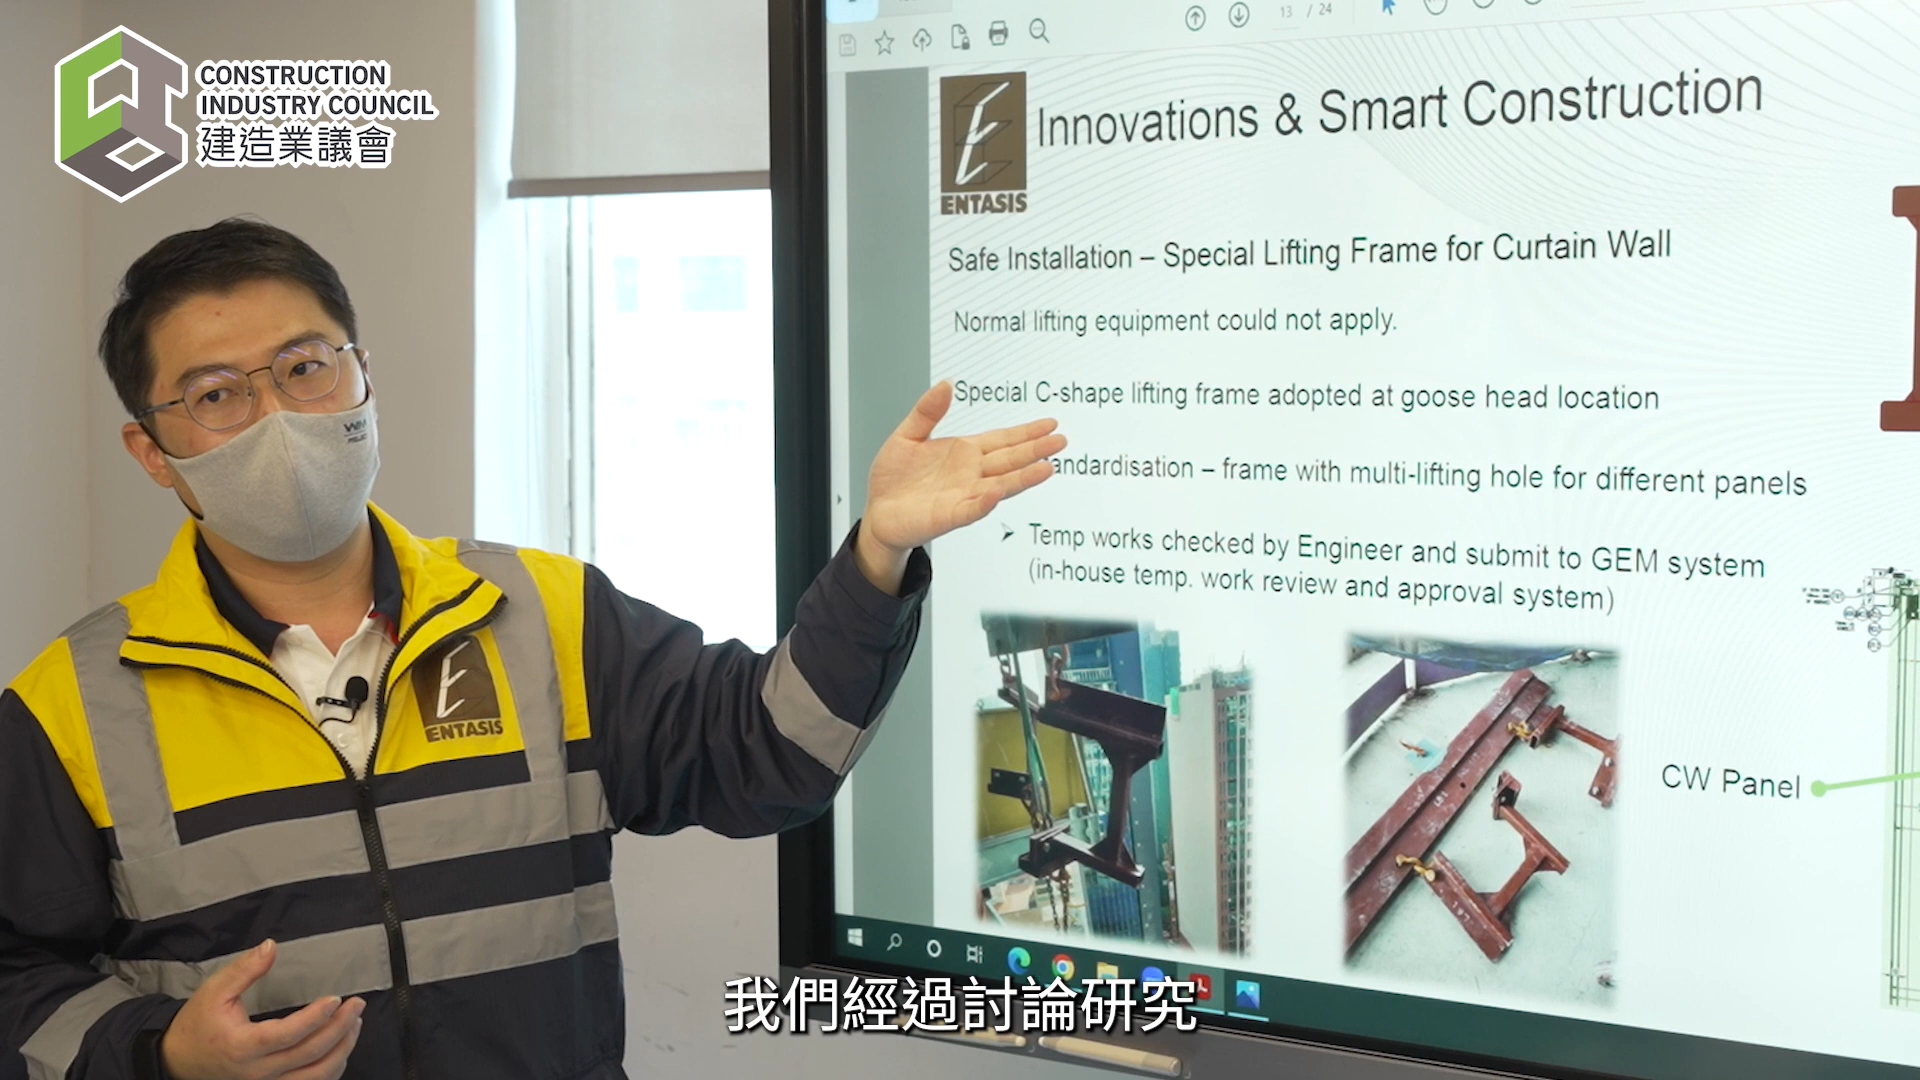 CONSTRUCTION
INDUSTRY COUNCIL
建造業議會
13 / 24
ENTASIS
Innovations & Smart Construction
Safe Installation – Special Lifting Frame for Curtain Wall
Normal lifting equipment could not apply.
Special C-shape lifting frame adopted at goose head location
andardisation – frame with multi-lifting hole for different panels
Temp works checked by Engineer and submit to GEM system
(in-house temp. work review and approval system)
CW Panel
ENTASIS
我們經過討論研究